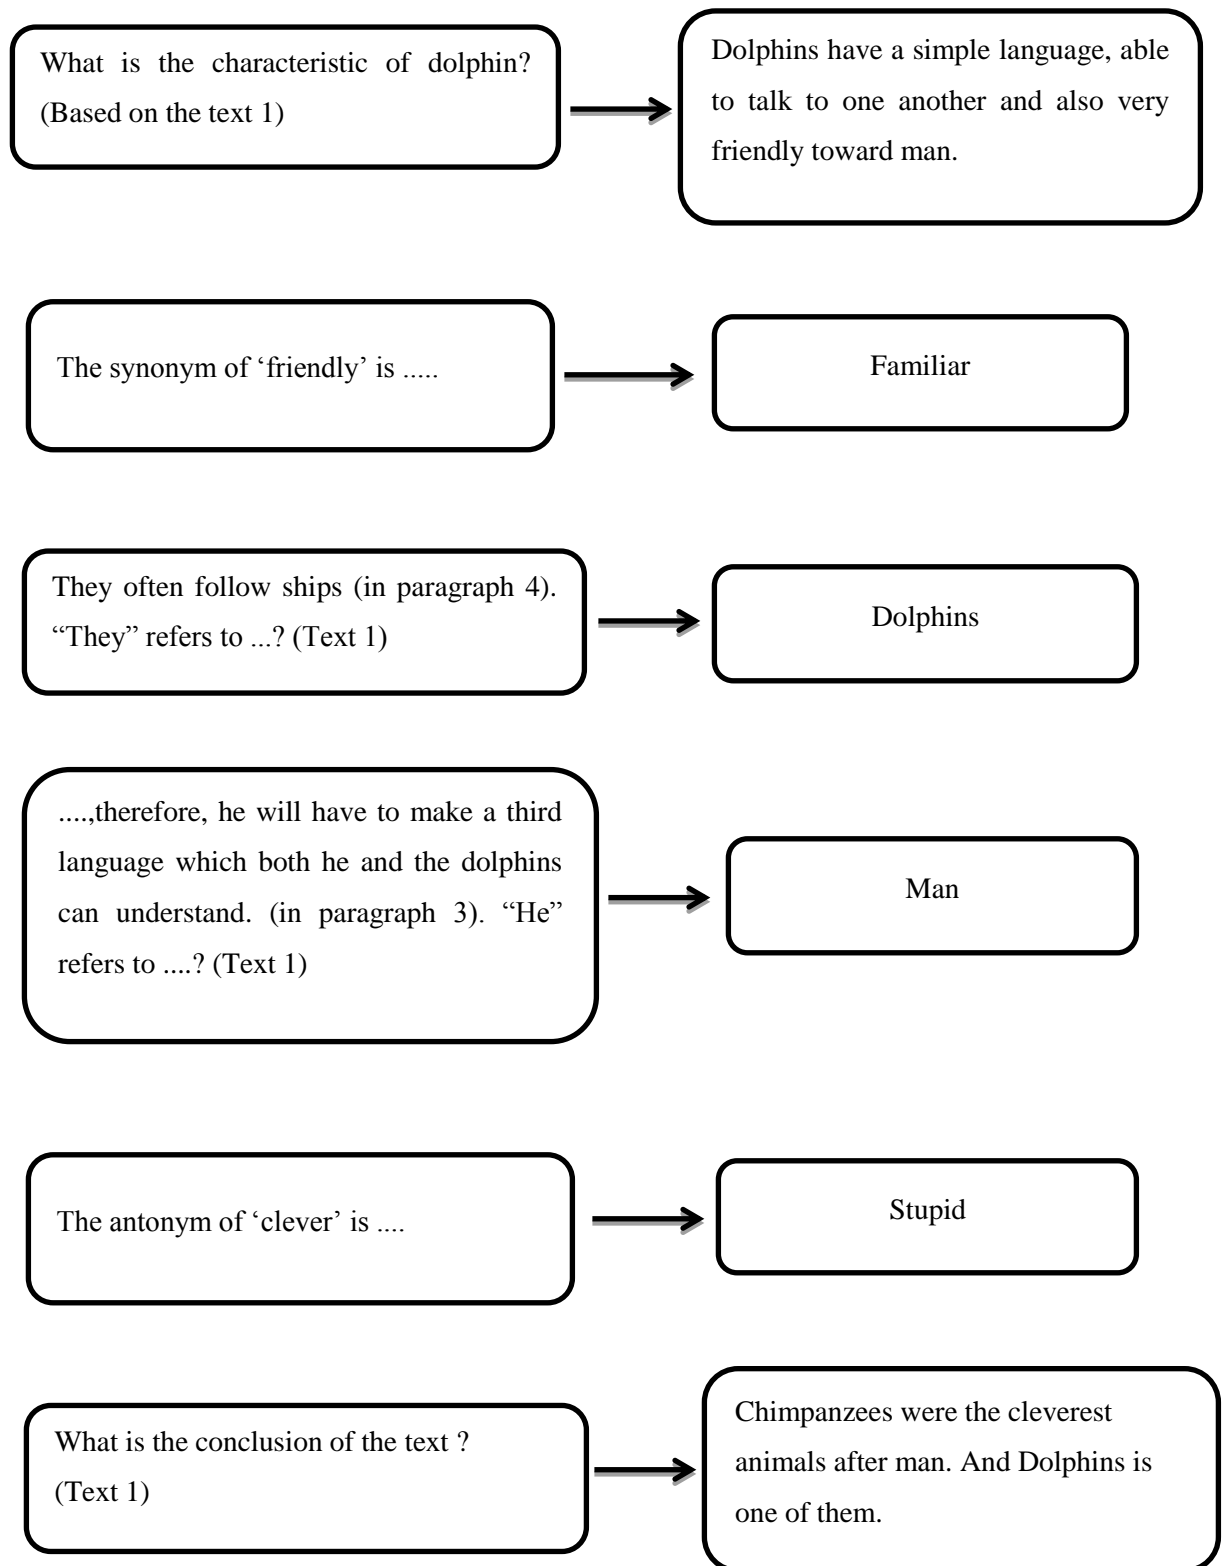 What is the characteristic of dolphin?
(Based on the text 1)
Dolphins have a simple language, able
to talk to one another and also very
friendly toward man.
The synonym of ‘friendly’ is .....
Familiar
They often follow ships (in paragraph 4).
“They” refers to ...? (Text 1)
Dolphins
....,therefore, he will have to make a third
language which both he and the dolphins
can understand. (in paragraph 3). “He”
refers to ....? (Text 1)
Man
The antonym of ‘clever’ is ....
Stupid
What is the conclusion of the text ?
(Text 1)
Chimpanzees were the cleverest
animals after man. And Dolphins is
one of them.